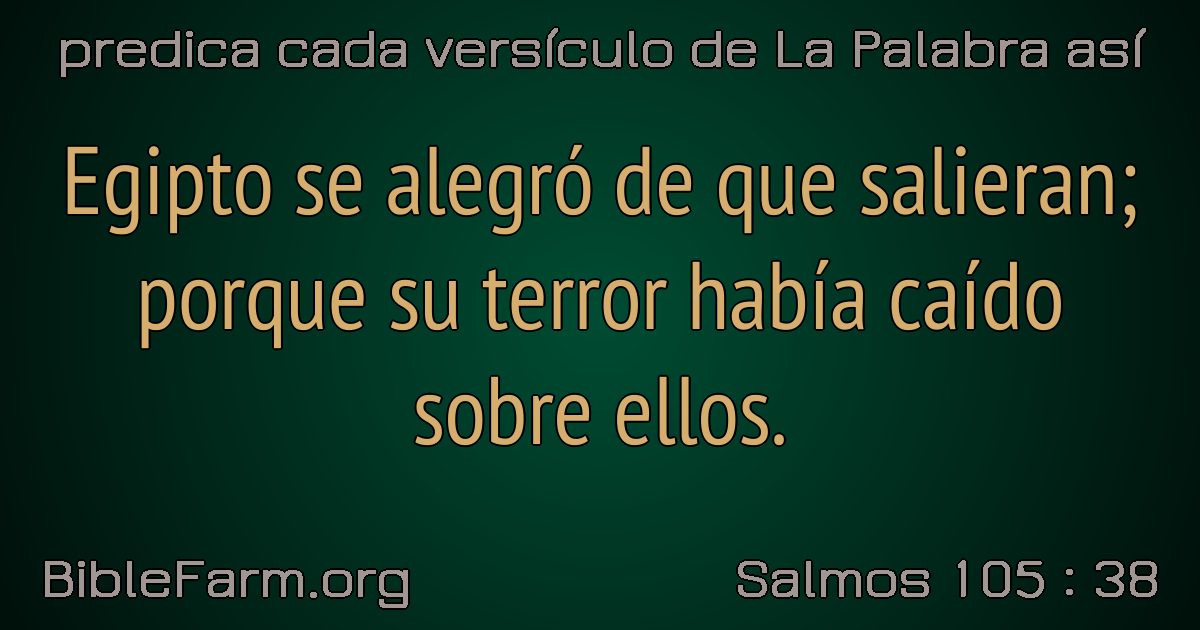 predica cada versículo de La Palabra así
Egipto se alegró de que salieran;
porque su terror había caído
sobre ellos.
BibleFarm.org
Salmos 105 : 38